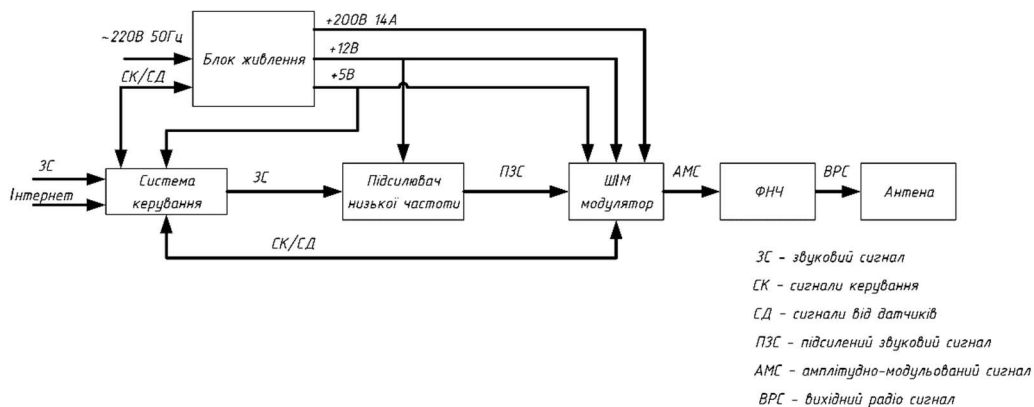 +200В 14А
~220В 50Гц
Блок живлення
+12В
СК/СД
+5В
ЗС
Інтернет
Система
керування
ЗС
Підсилювач
низької частоти
ПЗС
ШІМ
модулятор
АМС
ФНЧ
ВРС
Антена
СК/СД
ЗС - звуковий сигнал
СК - сигнали керування
СД - сигнали від датчиків
ПЗС - підсилений звуковий сигнал
АМС - амплітудно-модульований сигнал
ВРС - вихідний радіо сигнал